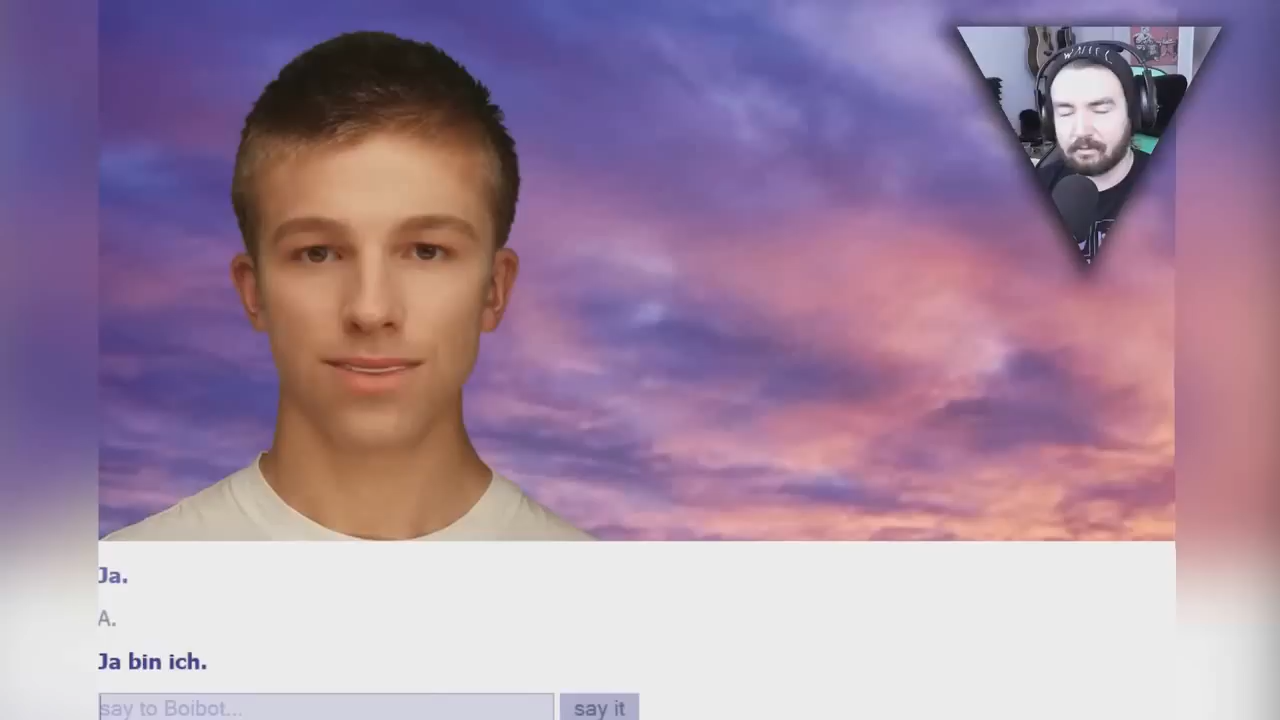 Ja.
A.
Ja bin ich.
say to Boibot...
say it